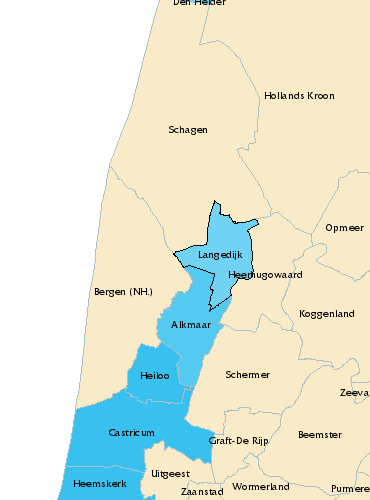 Den Helder
Hollands Kroon
Schagen
Opmeer
Langedijk
Heerhugowaard
Bergen (NH.)
Koggenland
Alkmaar
Heiloo
Schermer
Zeeva
Castricum
Beemster
Graft-De Rijp
Uitgeest
Heemskerk
Wormerland
Purmere
Zaanstad